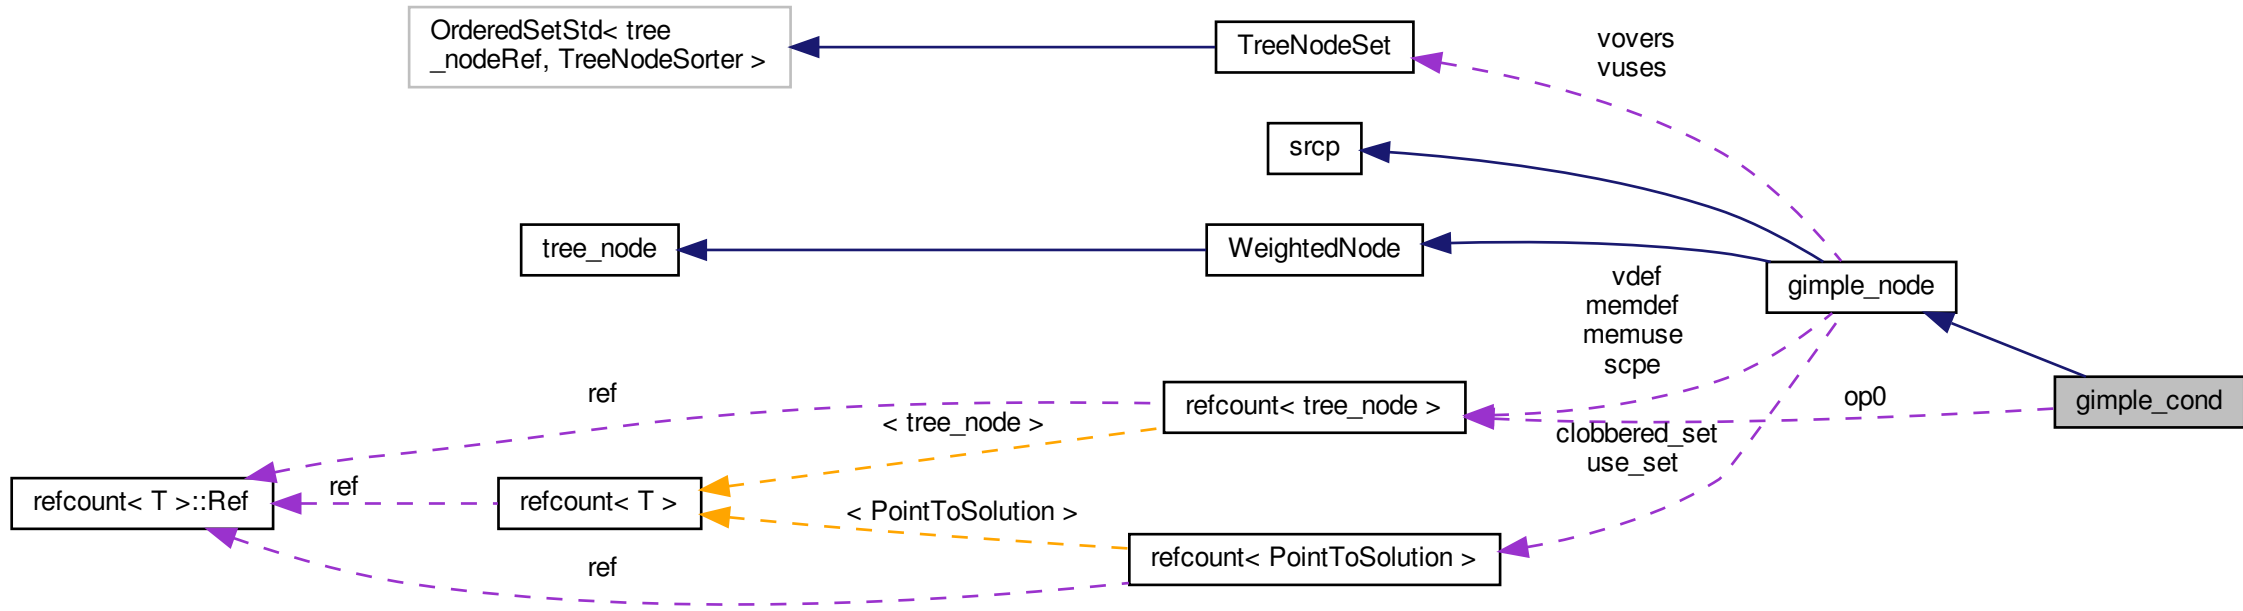 OrderedSetStd< tree
_nodeRef, TreeNodeSorter >
TreeNodeSet
vovers
vuses
srcp
tree_node
WeightedNode
gimple_node
vdef
memdef
memuse
scpe
ref
< tree_node >
refcount< tree_node >
op0
gimple_cond
clobbered_set
use_set
refcount< T >::Ref
ref
refcount< T >
< PointToSolution >
ref
refcount< PointToSolution >